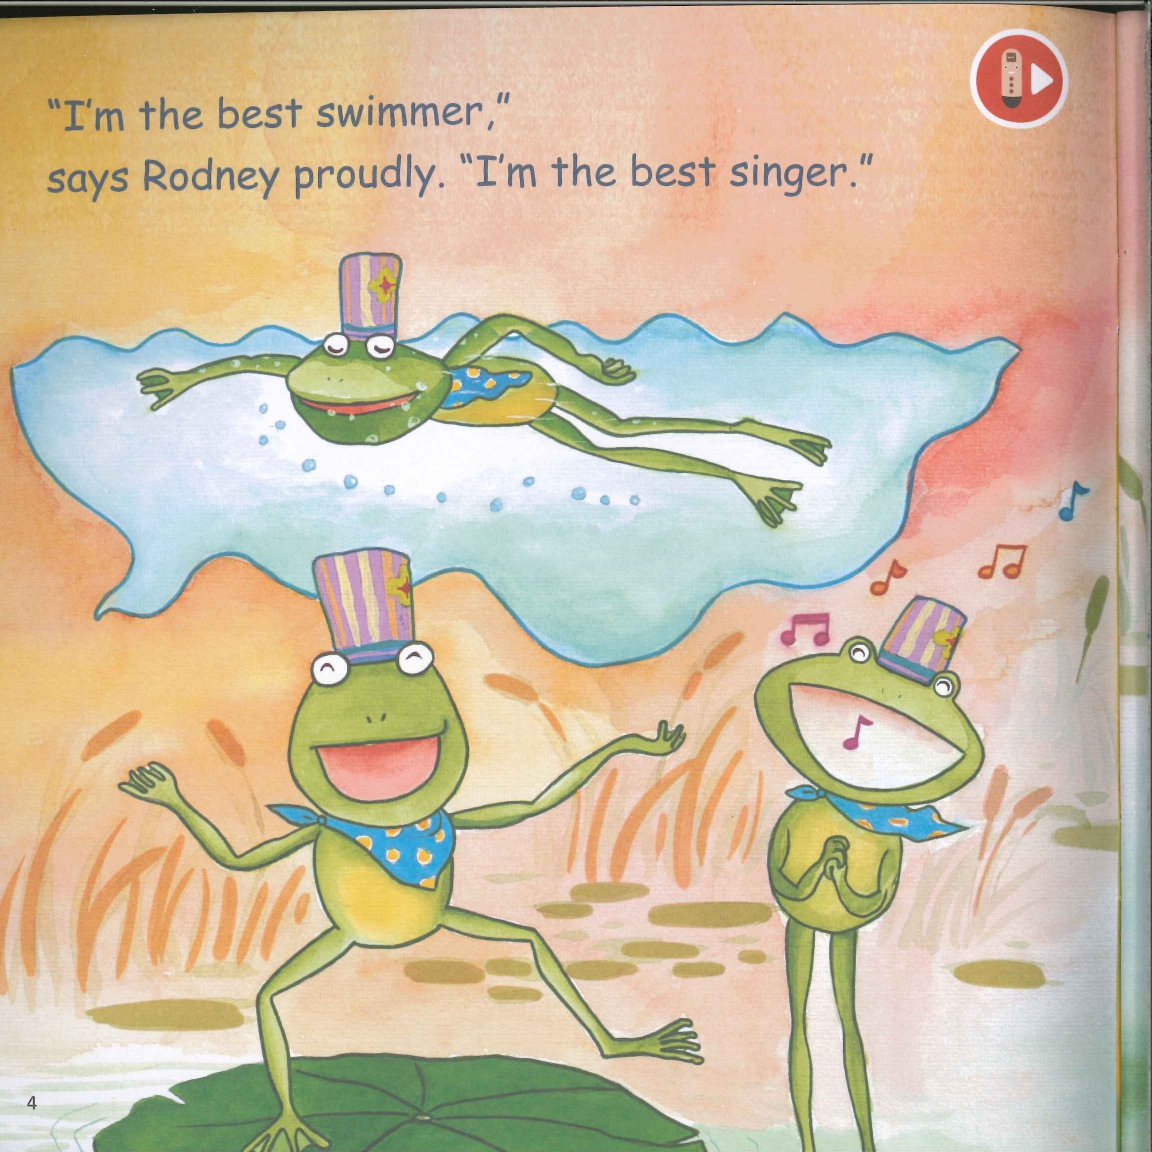 “I’m the best swimmer,”
says Rodney proudly. “I’m the best singer.”
4